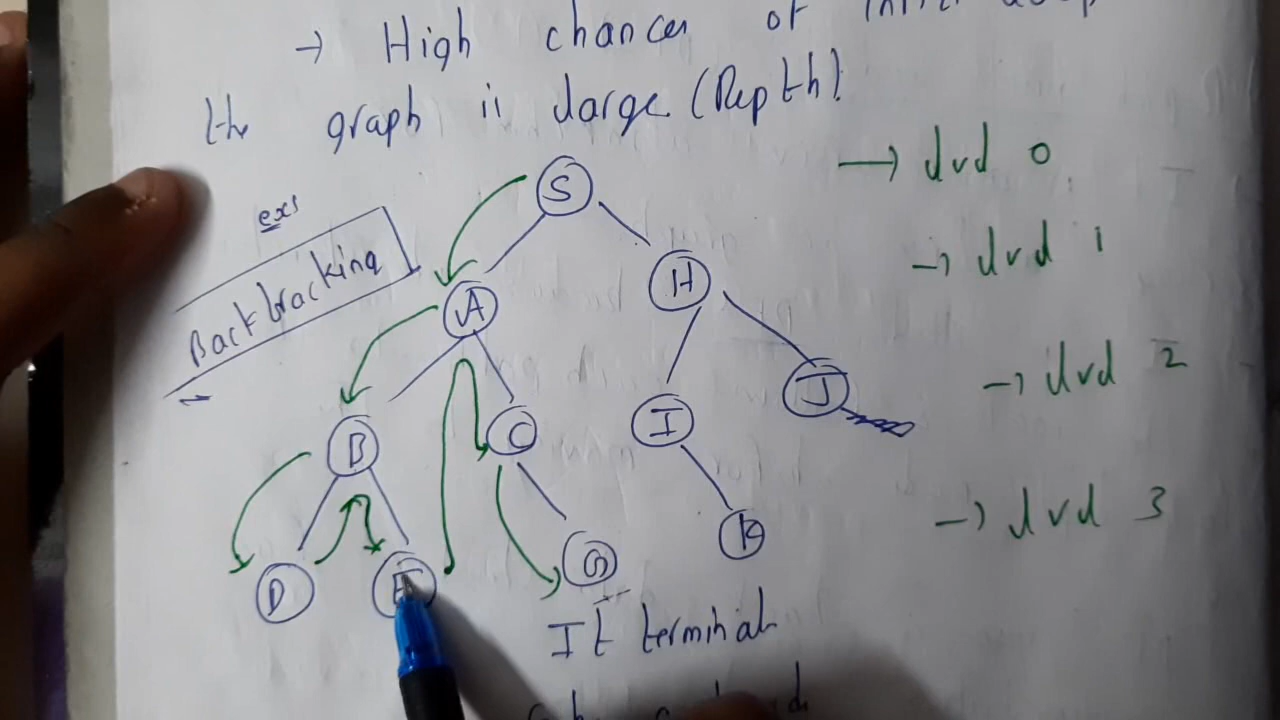 → High chances of
the graph is large (Depth).
→ lvl 0
ex:
S
→ lvl 1
Backtracking
A H
→ lvl 2
B C I J
→ lvl 3
D E G K
It terminates